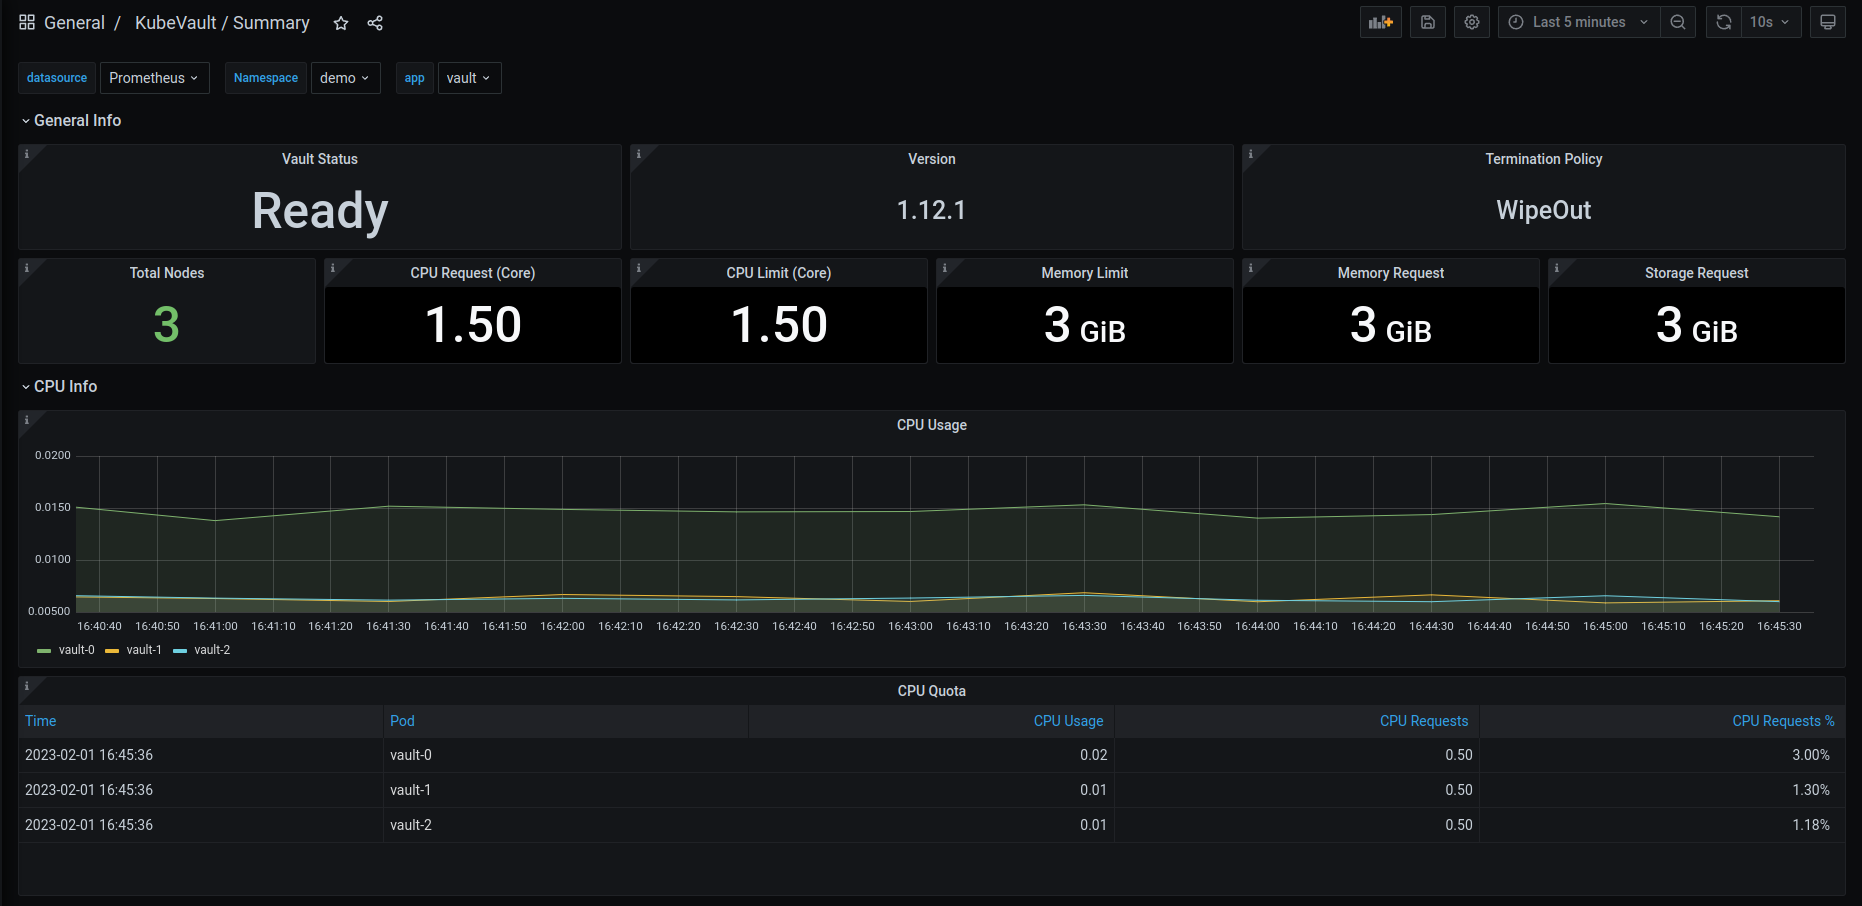 General / KubeVault / Summary
Last 5 minutes 10s
datasource Prometheus Namespace demo app vault
General Info
Vault Status
Ready
Version
1.12.1
Termination Policy
WipeOut
Total Nodes
3
CPU Request (Core)
1.50
CPU Limit (Core)
1.50
Memory Limit
3 GiB
Memory Request
3 GiB
Storage Request
3 GiB
CPU Info
CPU Usage
0.0200
0.0150
0.0100
0.00500
16:40:40 16:40:50 16:41:00 16:41:10 16:41:20 16:41:30 16:41:40 16:41:50 16:42:00 16:42:10 16:42:20 16:42:30 16:42:40 16:42:50 16:43:00 16:43:10 16:43:20 16:43:30 16:43:40 16:43:50 16:44:00 16:44:10 16:44:20 16:44:30 16:44:40 16:44:50 16:45:00 16:45:10 16:45:20 16:45:30
vault-0 vault-1 vault-2
CPU Quota
Time Pod CPU Usage CPU Requests CPU Requests %
2023-02-01 16:45:36 vault-0 0.02 0.50 3.00%
2023-02-01 16:45:36 vault-1 0.01 0.50 1.30%
2023-02-01 16:45:36 vault-2 0.01 0.50 1.18%